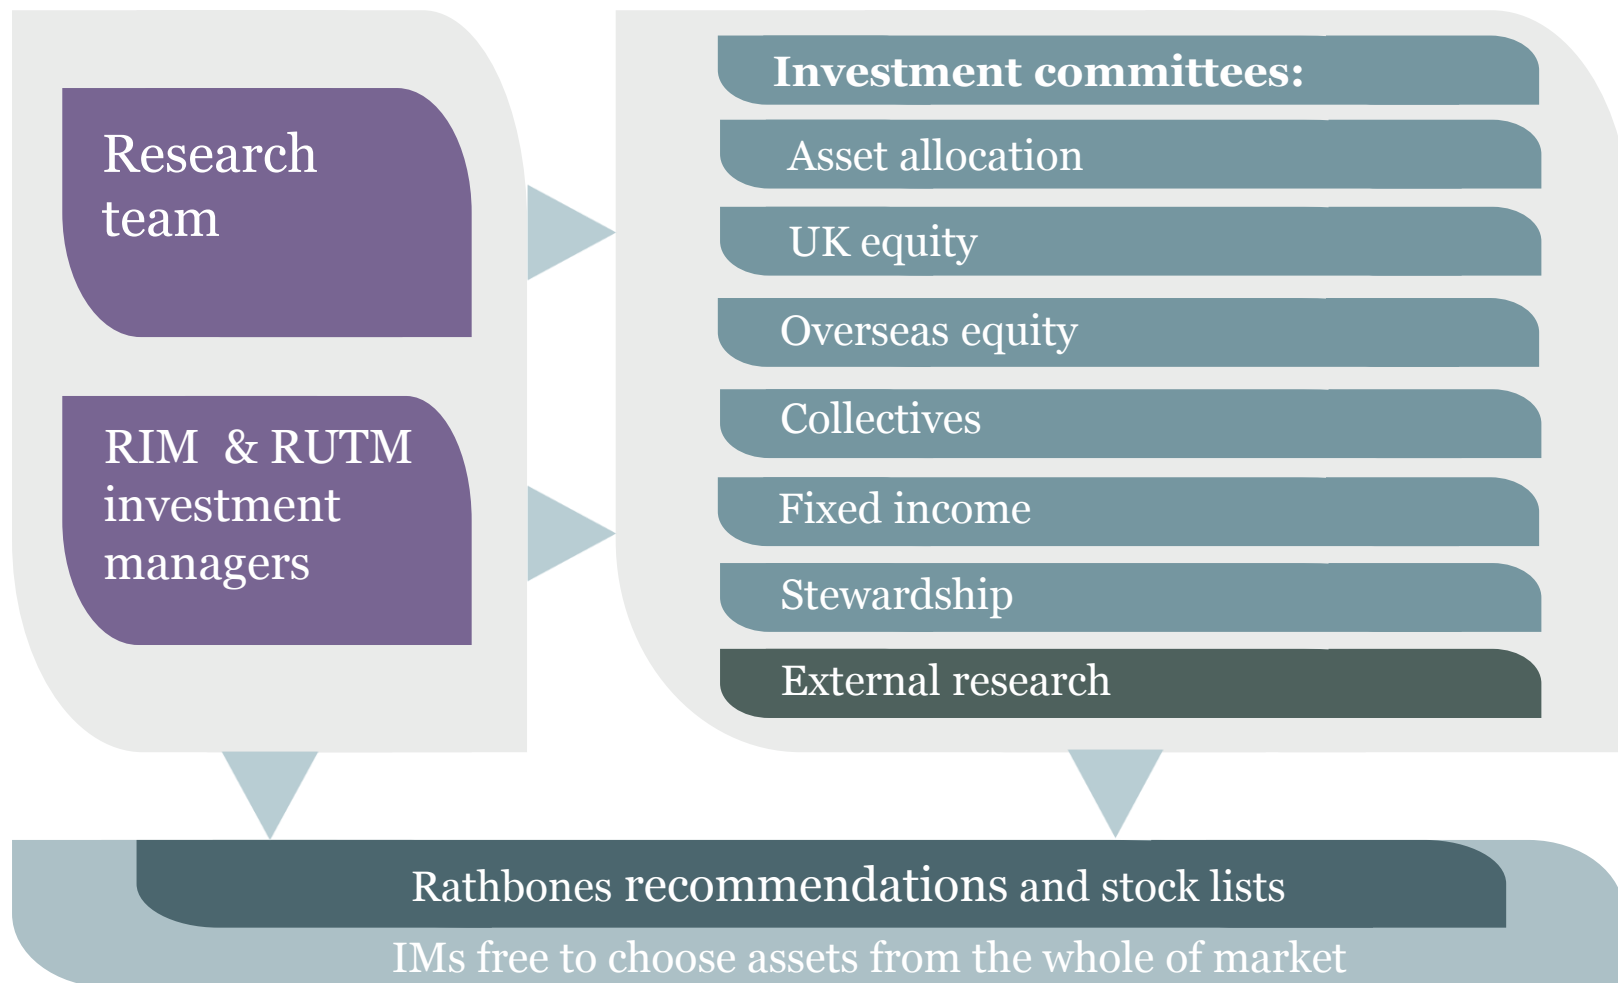 Research
team
RIM & RUTM
investment
managers
Investment committees:
Asset allocation
UK equity
Overseas equity
Collectives
Fixed income
Stewardship
External research
Rathbones recommendations and stock lists
IMs free to choose assets from the whole of market